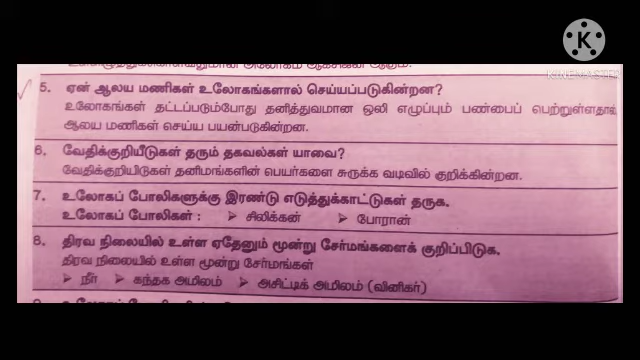 K
KINEMASTER
5. ஏன் ஆலய மணிகள் உலோகங்களால் செய்யப்படுகின்றன?
உலோகங்கள் தட்டப்படும்போது தனித்துவமான ஒலி எழுப்பும் பண்பைப் பெற்றுள்ளதால்
ஆலய மணிகள் செய்ய பயன்படுகின்றன.
6. வேதிக்குறியீடுகள் தரும் தகவல்கள் யாவை?
வேதிக்குறியிடுகள் தனிமங்களின் பெயர்களை சுருக்க வடிவில் குறிக்கின்றன.
7. உலோகப் போலிகளுக்கு இரண்டு எடுத்துக்காட்டுகள் தருக.
உலோகப் போலிகள் : ➤ சிலிக்கன் ➤ போரான்
8. திரவ நிலையில் உள்ள ஏதேனும் மூன்று சேர்மங்களைக் குறிப்பிடுக.
திரவ நிலையில் உள்ள மூன்று சேர்மங்கள்
➤ நீர் ➤ கந்தக அமிலம் ➤ அசிட்டிக் அமிலம் (வினிகர்)